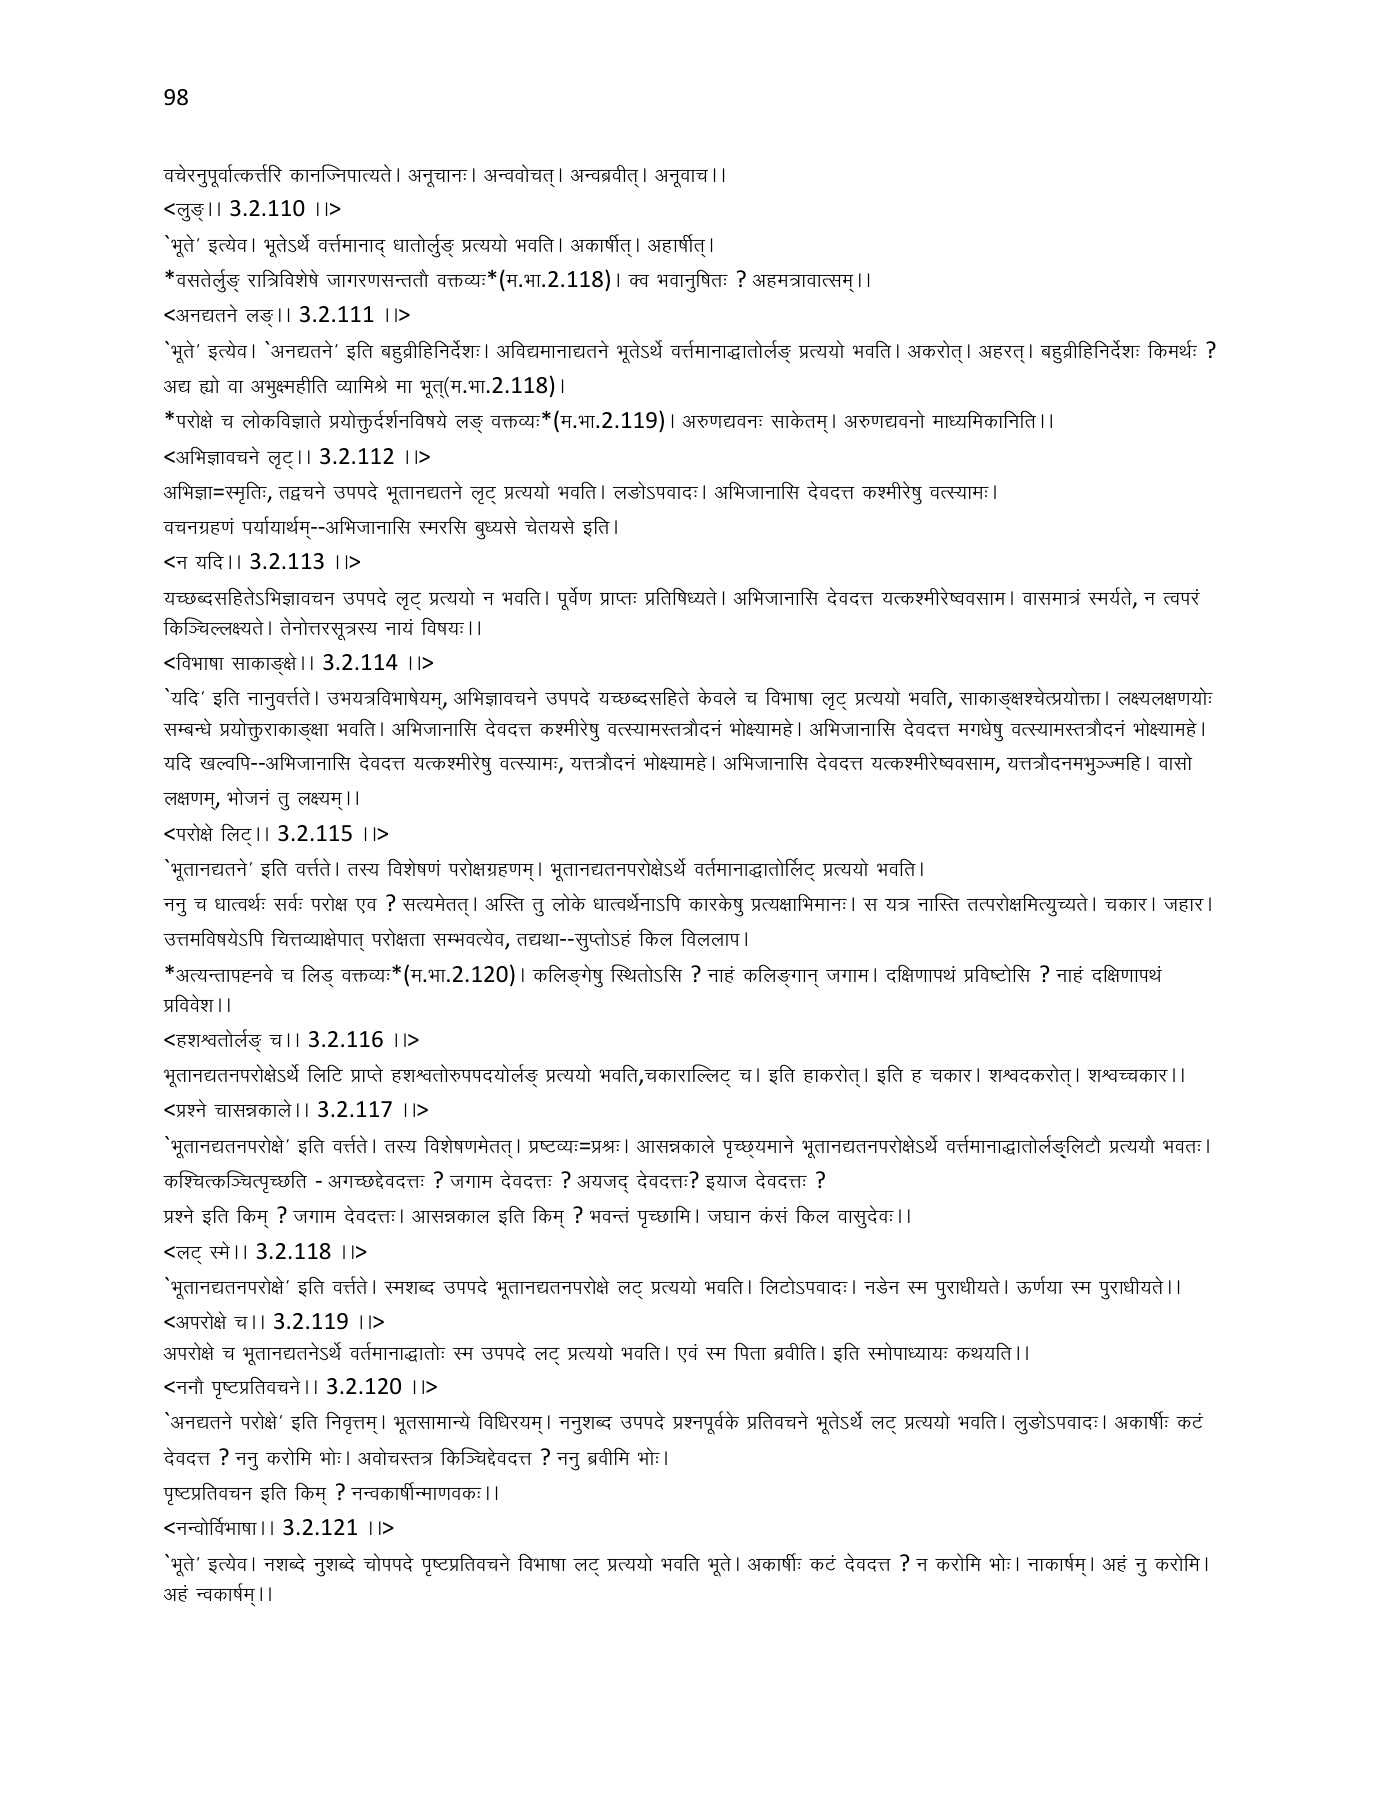 98
वचेरनुपूर्वात्कर्त्तरि कानज्निपात्यते। अनूचानः। अन्ववोचत्। अन्वब्रवीत्। अनूवाच।।
<लुङ्।। 3.2.110 ।।>
`भूते' इत्येव। भूतेऽर्थे वर्त्तमानाद् धातोर्लुङ् प्रत्ययो भवति। अकार्षीत्। अहार्षीत्।
*वसतेर्लुङ् रात्रिविशेषे जागरणसन्ततौ वक्तव्यः*(म.भा.2.118)। क्व भवानुषितः ? अहमत्रावात्सम्।।
<अनद्यतने लङ्।। 3.2.111 ।।>
`भूते' इत्येव। `अनद्यतने' इति बहुव्रीहिनिर्देशः। अविद्यमानाद्यतने भूतेऽर्थे वर्त्तमानाद्धातोर्लङ् प्रत्ययो भवति। अकरोत्। अहरत्। बहुव्रीहिनिर्देशः किमर्थः ?
अद्य ह्यो वा अभुक्ष्महीति व्यामिश्रे मा भूत्(म.भा.2.118)।
*परोक्षे च लोकविज्ञाते प्रयोक्तुर्दर्शनविषये लङ् वक्तव्यः*(म.भा.2.119)। अरुणद्यवनः साकेतम्। अरुणद्यवनो माध्यमिकानिति।।
<अभिज्ञावचने लृट्।। 3.2.112 ।।>
अभिज्ञा=स्मृतिः, तद्वचने उपपदे भूतानद्यतने लृट् प्रत्ययो भवति। लङोऽपवादः। अभिजानासि देवदत्त कश्मीरेषु वत्स्यामः।
वचनग्रहणं पर्यायार्थम्--अभिजानासि स्मरसि बुध्यसे चेतयसे इति।
<न यदि।। 3.2.113 ।।>
यच्छब्दसहितेऽभिज्ञावचन उपपदे लृट् प्रत्ययो न भवति। पूर्वेण प्राप्तः प्रतिषिध्यते। अभिजानासि देवदत्त यत्कश्मीरेष्ववसाम। वासमात्रं स्मर्यते, न त्वपरं
किञ्चिल्लक्ष्यते। तेनोत्तरसूत्रस्य नायं विषयः।।
<विभाषा साकाङ्क्षे।। 3.2.114 ।।>
`यदि' इति नानुवर्त्तते। उभयत्रविभाषेयम्, अभिज्ञावचने उपपदे यच्छब्दसहिते केवले च विभाषा लृट् प्रत्ययो भवति, साकाङ्क्षश्चेत्प्रयोक्ता। लक्ष्यलक्षणयोः
सम्बन्धे प्रयोक्तुराकाङ्क्षा भवति। अभिजानासि देवदत्त कश्मीरेषु वत्स्यामस्तत्रौदनं भोक्ष्यामहे। अभिजानासि देवदत्त मगधेषु वत्स्यामस्तत्रौदनं भोक्ष्यामहे।
यदि खल्वपि--अभिजानासि देवदत्त यत्कश्मीरेषु वत्स्यामः, यत्तत्रौदनं भोक्ष्यामहे। अभिजानासि देवदत्त यत्कश्मीरेष्ववसाम, यत्तत्रौदनमभुञ्ज्महि। वासो
लक्षणम्, भोजनं तु लक्ष्यम्।।
<परोक्षे लिट्।। 3.2.115 ।।>
`भूतानद्यतने' इति वर्त्तते। तस्य विशेषणं परोक्षग्रहणम्। भूतानद्यतनपरोक्षेऽर्थे वर्तमानाद्धातोर्लिट् प्रत्ययो भवति।
ननु च धात्वर्थः सर्वः परोक्ष एव ? सत्यमेतत्। अस्ति तु लोके धात्वर्थेनाऽपि कारकेषु प्रत्यक्षाभिमानः। स यत्र नास्ति तत्परोक्षमित्युच्यते। चकार। जहार।
उत्तमविषयेऽपि चित्तव्याक्षेपात् परोक्षता सम्भवत्येव, तद्यथा--सुप्तोऽहं किल विललाप।
*अत्यन्तापह्नवे च लिड् वक्तव्यः*(म.भा.2.120)। कलिङ्गेषु स्थितोऽसि ? नाहं कलिङ्गान् जगाम। दक्षिणापथं प्रविष्टोसि ? नाहं दक्षिणापथं
प्रविवेश।।
<हशश्वतोर्लङ् च।। 3.2.116 ।।>
भूतानद्यतनपरोक्षेऽर्थे लिटि प्राप्ते हशश्वतोरुपपदयोर्लङ् प्रत्ययो भवति,चकाराल्लिट् च। इति हाकरोत्। इति ह चकार। शश्वदकरोत्। शश्वच्चकार।।
<प्रश्ने चासन्नकाले।। 3.2.117 ।।>
`भूतानद्यतनपरोक्षे' इति वर्त्तते। तस्य विशेषणमेतत्। प्रष्टव्यः=प्रश्नः। आसन्नकाले पृच्छ्यमाने भूतानद्यतनपरोक्षेऽर्थे वर्त्तमानाद्धातोर्लङ्लिटौ प्रत्ययौ भवतः।
कश्चित्कञ्चित्पृच्छति - अगच्छद्देवदत्तः ? जगाम देवदत्तः ? अयजद् देवदत्तः? इयाज देवदत्तः ?
प्रश्ने इति किम् ? जगाम देवदत्तः। आसन्नकाल इति किम् ? भवन्तं पृच्छामि। जघान कंसं किल वासुदेवः।।
<लट् स्मे।। 3.2.118 ।।>
`भूतानद्यतनपरोक्षे' इति वर्त्तते। स्मशब्द उपपदे भूतानद्यतनपरोक्षे लट् प्रत्ययो भवति। लिटोऽपवादः। नडेन स्म पुराधीयते। ऊर्णया स्म पुराधीयते।।
<अपरोक्षे च।। 3.2.119 ।।>
अपरोक्षे च भूतानद्यतनेऽर्थे वर्तमानाद्धातोः स्म उपपदे लट् प्रत्ययो भवति। एवं स्म पिता ब्रवीति। इति स्मोपाध्यायः कथयति।।
<ननौ पृष्टप्रतिवचने।। 3.2.120 ।।>
`अनद्यतने परोक्षे' इति निवृत्तम्। भूतसामान्ये विधिरयम्। ननुशब्द उपपदे प्रश्नपूर्वके प्रतिवचने भूतेऽर्थे लट् प्रत्ययो भवति। लुङोऽपवादः। अकार्षीः कटं
देवदत्त ? ननु करोमि भोः। अवोचस्तत्र किञ्चिद्देवदत्त ? ननु ब्रवीमि भोः।
पृष्टप्रतिवचन इति किम् ? नन्वकार्षीन्माणवकः।।
<नन्वोर्विभाषा।। 3.2.121 ।।>
`भूते' इत्येव। नशब्दे नुशब्दे चोपपदे पृष्टप्रतिवचने विभाषा लट् प्रत्ययो भवति भूते। अकार्षीः कटं देवदत्त ? न करोमि भोः। नाकार्षम्। अहं नु करोमि।
अहं न्वकार्षम्।।